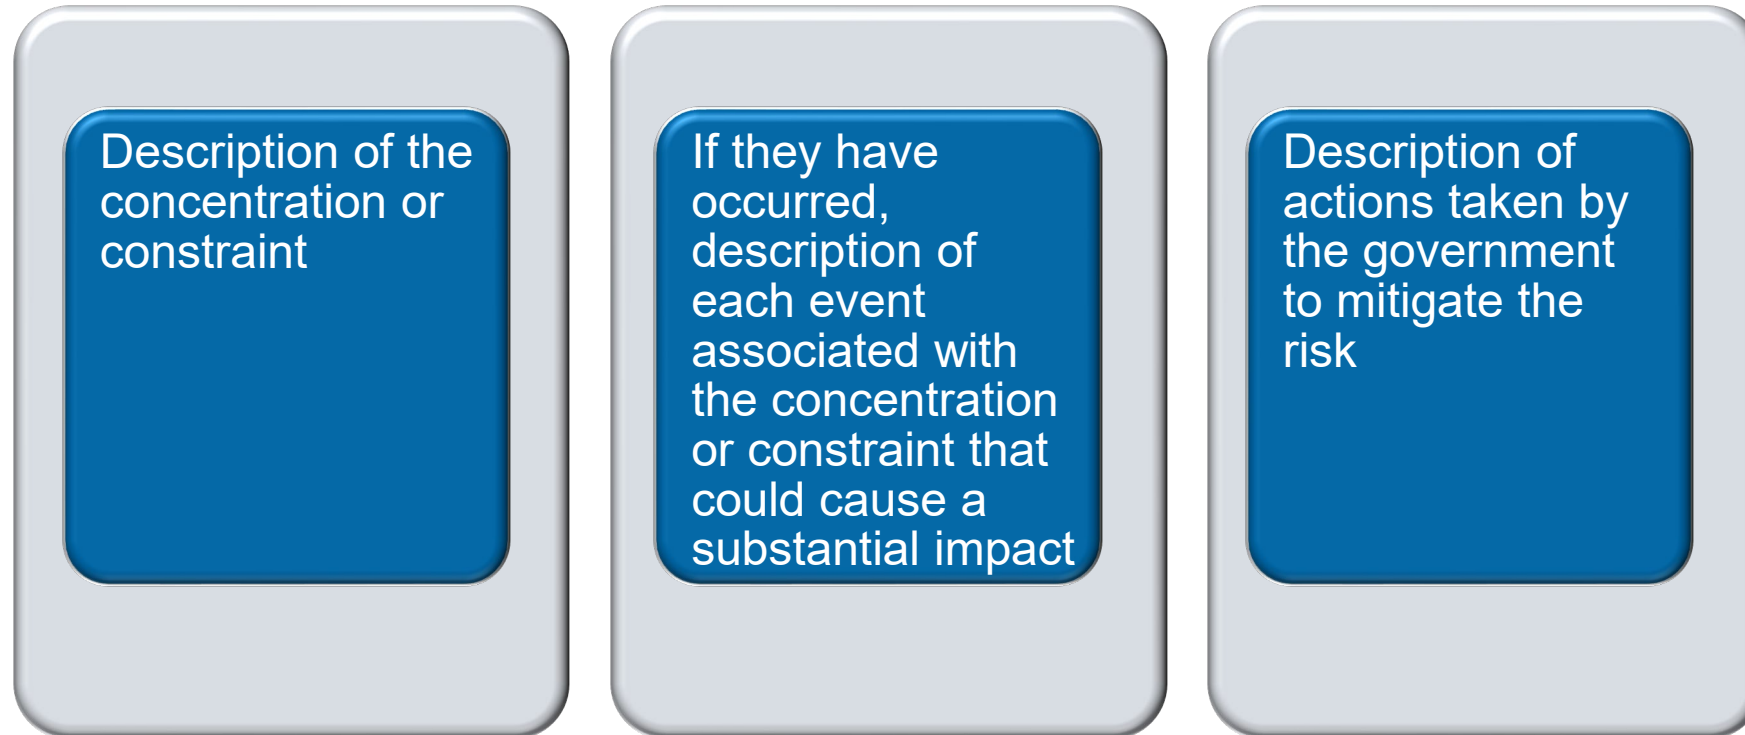 Description of the
concentration or
constraint
If they have
occurred,
description of
each event
associated with
the concentration
or constraint that
could cause a
substantial impact
Description of
actions taken by
the government
to mitigate the
risk